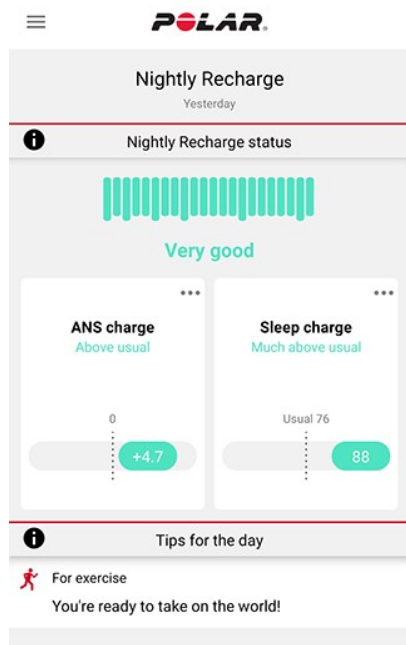 POLAR.
Nightly Recharge
Yesterday
Nightly Recharge status
Very good
ANS charge
Above usual
0
+4.7
Sleep charge
Much above usual
Usual 76
88
Tips for the day
For exercise
You're ready to take on the world!